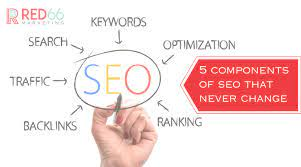 RED66
MARKETING
KEYWORDS
SEARCH
OPTIMIZATION
TRAFFIC
SEO
5 COMPONENTS
OF SEO THAT
NEVER CHANGE
BACKLINKS
RANKING